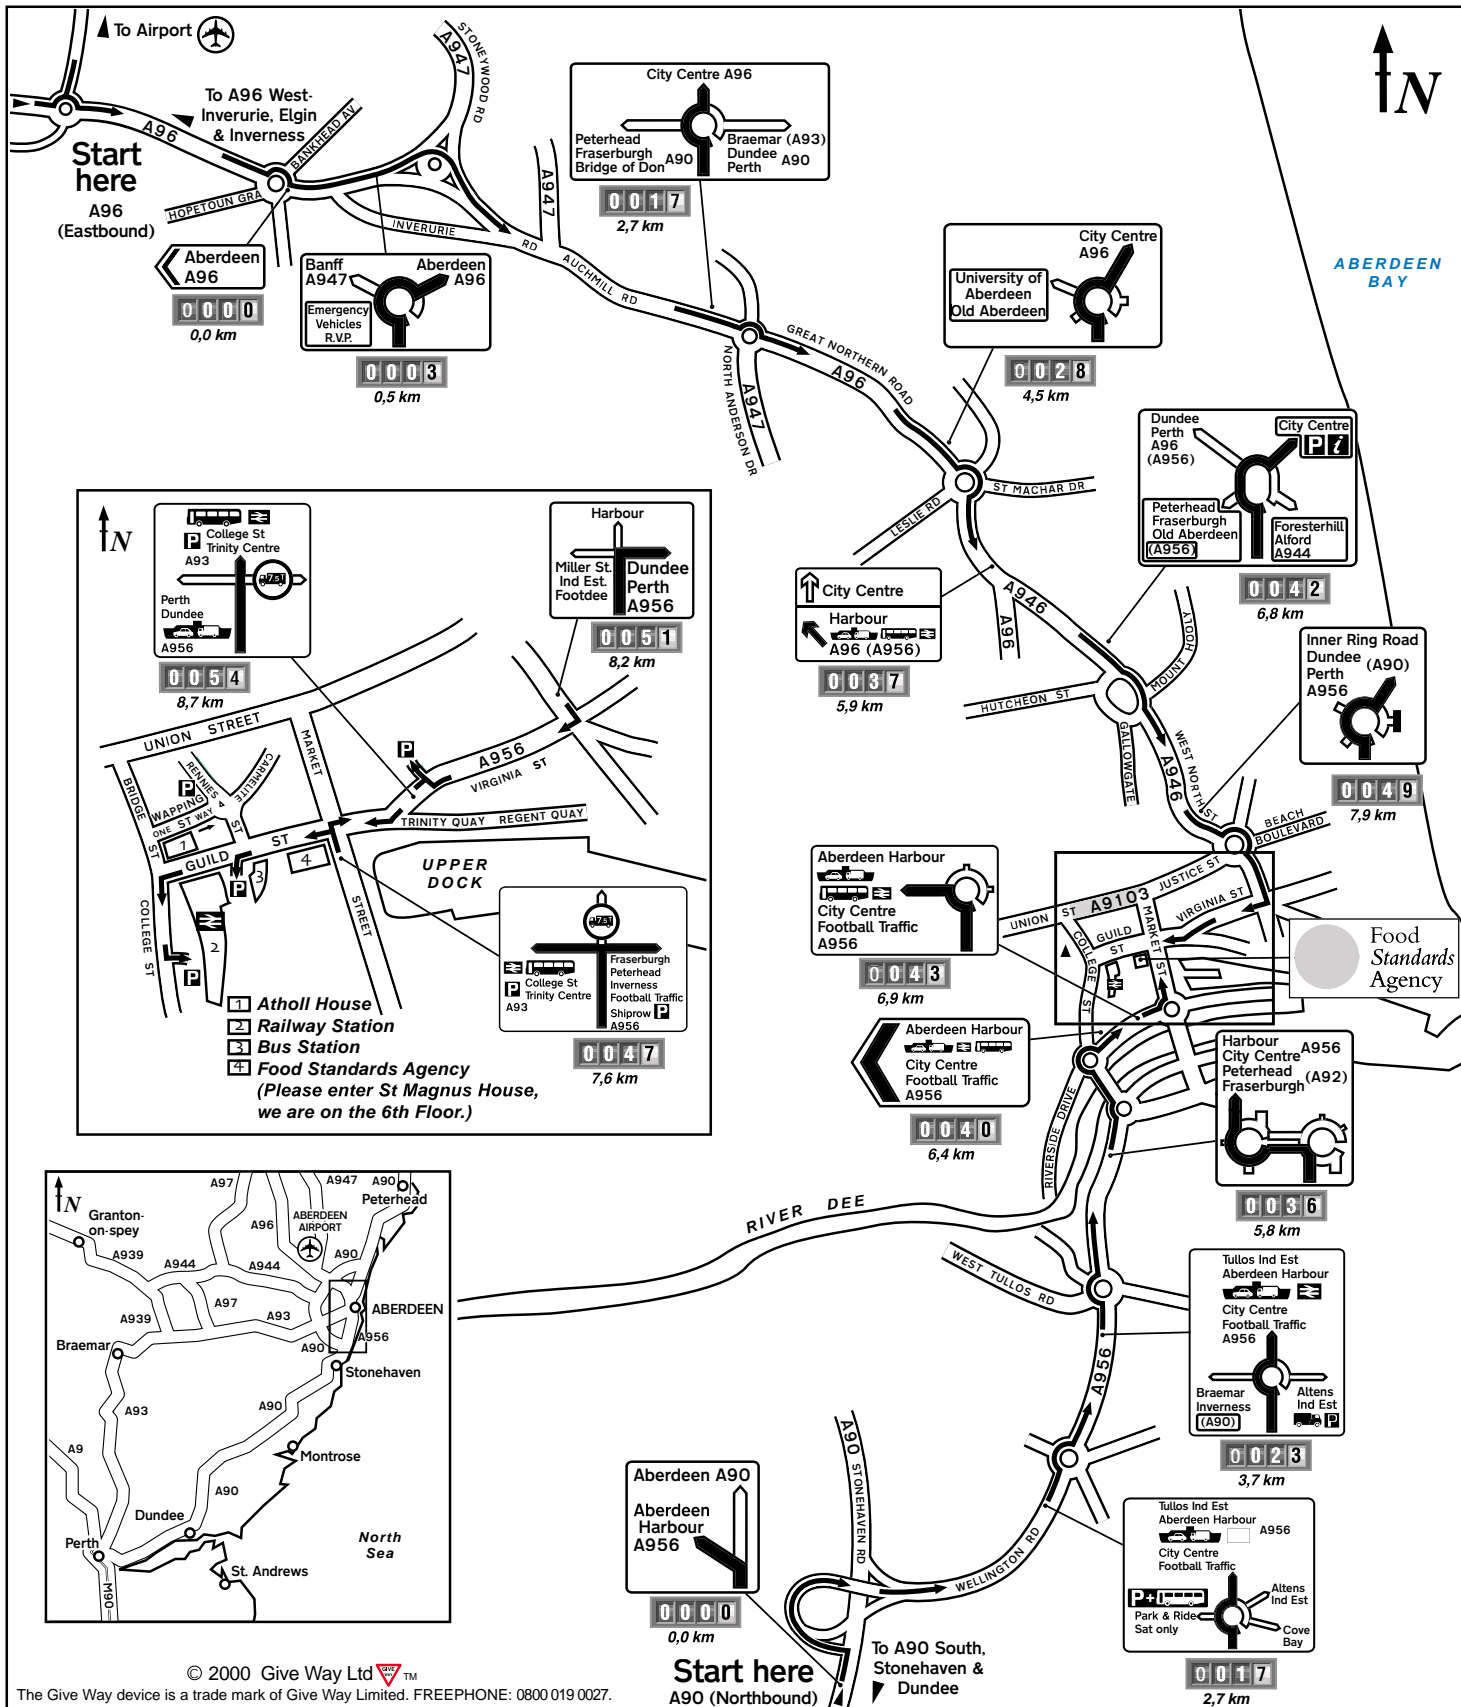 To Airport
To A96 West-
Inverurie, Elgin
& Inverness
A96
Start
here
A96
(Eastbound)
BANKHEAD AV
HOPETOUN GRA
STONEYWOOD RD
A947
INVERURIE RD
A947
AUCHMILL RD
Aberdeen
A96
0000
0,0 km
Banff
A947
Aberdeen
A96
Emergency
Vehicles
R.V.P.
0003
0,5 km
City Centre A96
Peterhead
Fraserburgh
Bridge of Don
A90
Braemar (A93)
Dundee
Perth
A90
0017
2,7 km
N
GREAT NORTHERN ROAD
A96
NORTH ANDERSON DR
A947
City Centre
A96
University of
Aberdeen
Old Aberdeen
0028
4,5 km
ABERDEEN
BAY
ST MACHAR DR
LESLIE RD
Dundee
Perth
A96
(A956)
City Centre
P i
Peterhead
Fraserburgh
Old Aberdeen
(A956)
Foresterhill
Alford
A944
0042
6,8 km
City Centre
Harbour
A96 (A956)
0037
5,9 km
A946
A96
MOUNT HOOLY
HUTCHEON ST
GALLOWGATE
WEST NORTH ST
A946
Inner Ring Road
Dundee
Perth
A956
(A90)
0049
7,9 km
BEACH
BOULEVARD
JUSTICE ST
UNION ST
A9103
VIRGINIA ST
GUILD
ST
MARKET ST
COLLEGE ST
Food
Standards
Agency
Aberdeen Harbour
City Centre
Football Traffic
A956
0043
6,9 km
Aberdeen Harbour
City Centre
Football Traffic
A956
0040
6,4 km
RIVERSIDE DRIVE
Harbour
City Centre
Peterhead
Fraserburgh
A956
(A92)
0036
5,8 km
RIVER DEE
WEST TULLOS RD
Tullos Ind Est
Aberdeen Harbour
City Centre
Football Traffic
A956
Braemar
Inverness
(A90)
Altens
Ind Est
P
0023
3,7 km
A956
A90
STONEHAVEN RD
WELLINGTON RD
Tullos Ind Est
Aberdeen Harbour
A956
City Centre
Football Traffic
P+
Park & Ride
Sat only
Altens
Ind Est
Cove
Bay
0017
2,7 km
Aberdeen A90
Aberdeen
Harbour
A956
0000
0,0 km
Start here
A90 (Northbound)
To A90 South,
Stonehaven &
Dundee
N
P College St
Trinity Centre
A93
7.5T
Perth
Dundee
A956
0054
8,7 km
Harbour
Miller St.
Ind Est.
Footdee
Dundee
Perth
A956
0051
8,2 km
UNION STREET
BRIDGE ST
RENNIES
WAPPING
ST
CARMELITE
ST
ONE WAY
MARKET
STREET
P
A956
VIRGINIA ST
TRINITY QUAY
REGENT QUAY
GUILD ST
UPPER
DOCK
COLLEGE ST
1
2
3
4
P
P
P
7.5T
College St
P Trinity Centre
A93
Fraserburgh
Peterhead
Inverness
Football Traffic
Shiprow P
A956
0047
7,6 km
1 Atholl House
2 Railway Station
3 Bus Station
4 Food Standards Agency
(Please enter St Magnus House,
we are on the 6th Floor.)
N
A97
A947
A90
Peterhead
Granton-
on-spey
A96
ABERDEEN
AIRPORT
A939
A944
A944
A90
A97
A939
A93
ABERDEEN
A956
Braemar
A90
Stonehaven
A93
A90
A9
Montrose
A90
Dundee
Perth
North
Sea
St. Andrews
M90
© 2000 Give Way Ltd GIVE WAY TM
The Give Way device is a trade mark of Give Way Limited. FREEPHONE: 0800 019 0027.